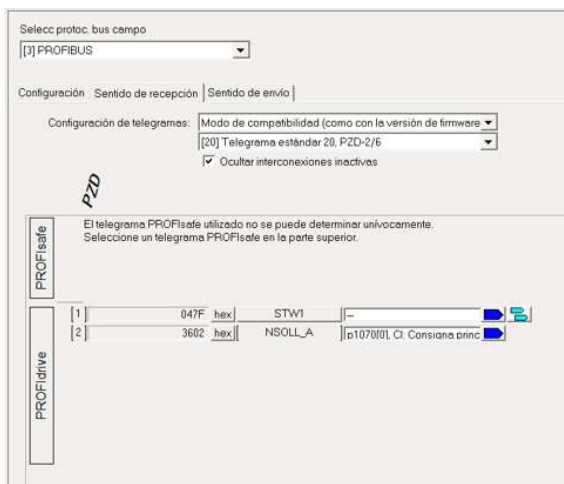 Selecc.protoc. bus campo
[3] PROFIBUS
Configuración Sentido de recepción Sentido de envío
Configuración de telegramas: Modo de compatibilidad (como con la versión de firmware
[20] Telegrama estándar 20, PZD-2/6
Ocultar interconexiones inactivas
PZD
PROFIsafe
El telegrama PROFIsafe utilizado no se puede determinar unívocamente.
Seleccione un telegrama PROFIsafe en la parte superior.
PROFIdrive
[1] 047F hex STW1 --
[2] 3602 hex NSOLL_A p1070[0], CI: Consigna princ